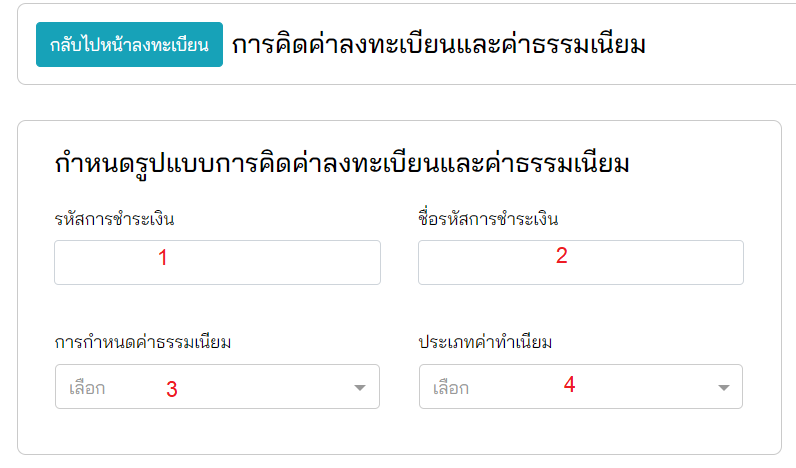 กลับไปหน้าลงทะเบียน การคิดค่าลงทะเบียนและค่าธรรมเนียม
กำหนดรูปแบบการคิดค่าลงทะเบียนและค่าธรรมเนียม
รหัสการชำระเงิน ชื่อรหัสการชำระเงิน
1 2
การกำหนดค่าธรรมเนียม ประเภทค่าทำเนียม
เลือก 3 เลือก 4